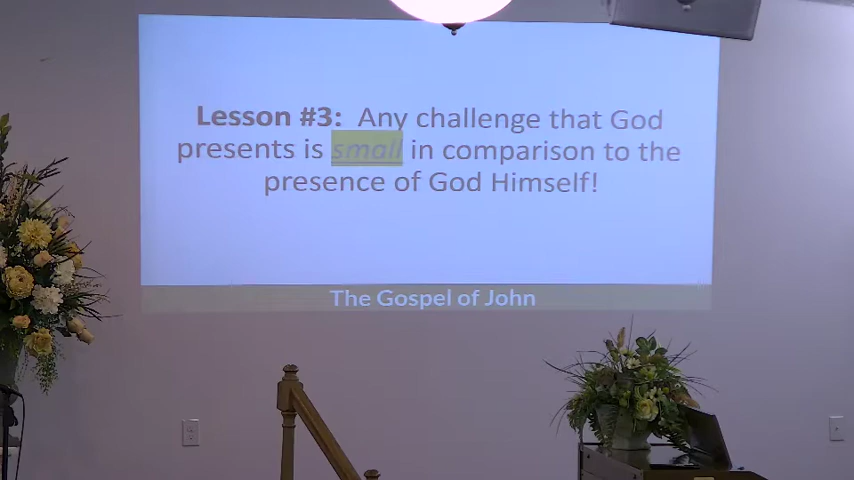 Lesson #3: Any challenge that God
presents is small in comparison to the
presence of God Himself!
The Gospel of John